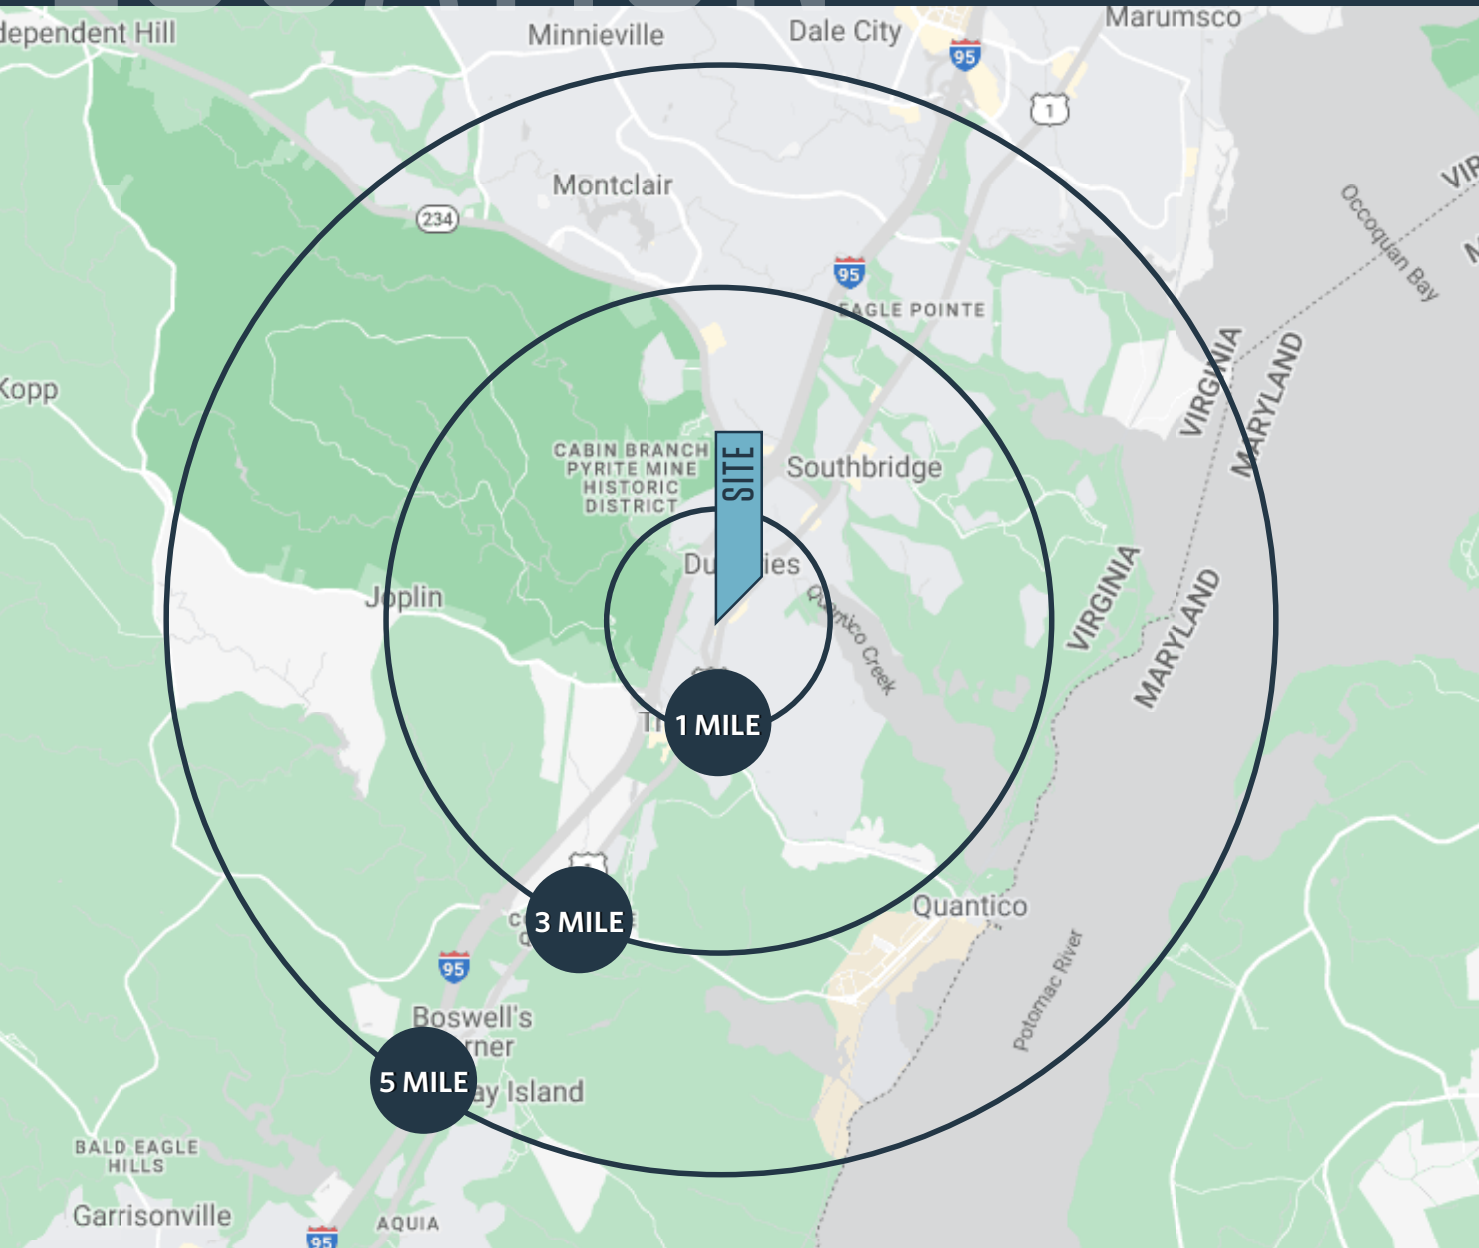 dependent Hill
Minnieville
Dale City
Marumsco
95
1
Montclair
234
95
EAGLE POINTE
Occoquan Bay
VIRGINIA
MARYLAND
Kopp
CABIN BRANCH
PYRITE MINE
HISTORIC
DISTRICT
SITE
Southbridge
Joplin
Quantico Creek
VIRGINIA
MARYLAND
1 MILE
3 MILE
Quantico
95
Potomac River
Boswell's
rner
5 MILE
ay Island
BALD EAGLE
HILLS
Garrisonville
AQUIA
95